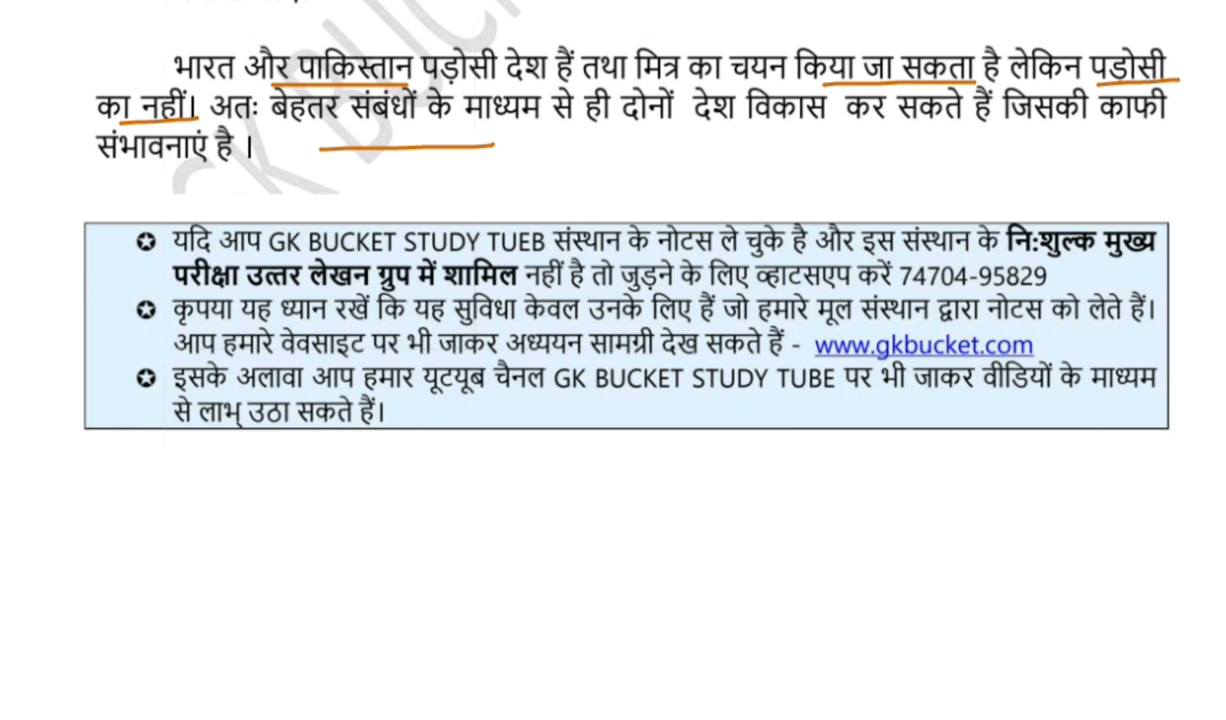 भारत और पाकिस्तान पड़ोसी देश हैं तथा मित्र का चयन किया जा सकता है लेकिन पडोसी
का नहीं। अतः बेहतर संबंधों के माध्यम से ही दोनों देश विकास कर सकते हैं जिसकी काफी
संभावनाएं है ।
GK BUC
✪ यदि आप GK BUCKET STUDY TUEB संस्थान के नोटस ले चुके है और इस संस्थान के नि:शुल्क मुख्य
परीक्षा उत्तर लेखन ग्रुप में शामिल नहीं है तो जुड़ने के लिए व्हाटसएप करें 74704-95829
✪ कृपया यह ध्यान रखें कि यह सुविधा केवल उनके लिए हैं जो हमारे मूल संस्थान द्वारा नोटस को लेते हैं।
आप हमारे वेवसाइट पर भी जाकर अध्ययन सामग्री देख सकते हैं - www.gkbucket.com
✪ इसके अलावा आप हमार यूटयूब चैनल GK BUCKET STUDY TUBE पर भी जाकर वीडियों के माध्यम
से लाभ् उठा सकते हैं।